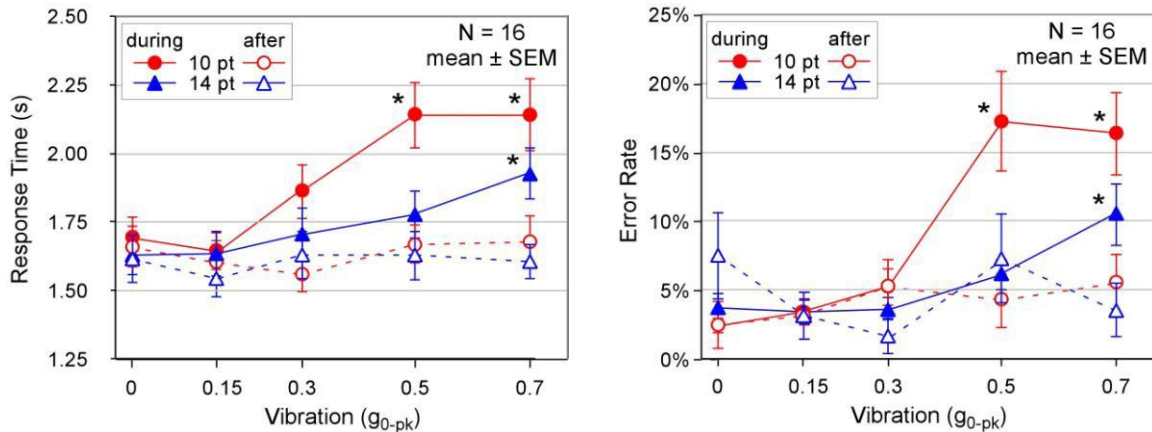 2.50
2.25
2.00
1.75
1.50
1.25
Response Time (s)
during after
10 pt
14 pt
N = 16
mean ± SEM
*
*
*
0 0.15 0.3 0.5 0.7
Vibration (g0-pk)
25%
20%
15%
10%
5%
0%
Error Rate
during after
10 pt
14 pt
N = 16
mean ± SEM
*
*
*
0 0.15 0.3 0.5 0.7
Vibration (g0-pk)